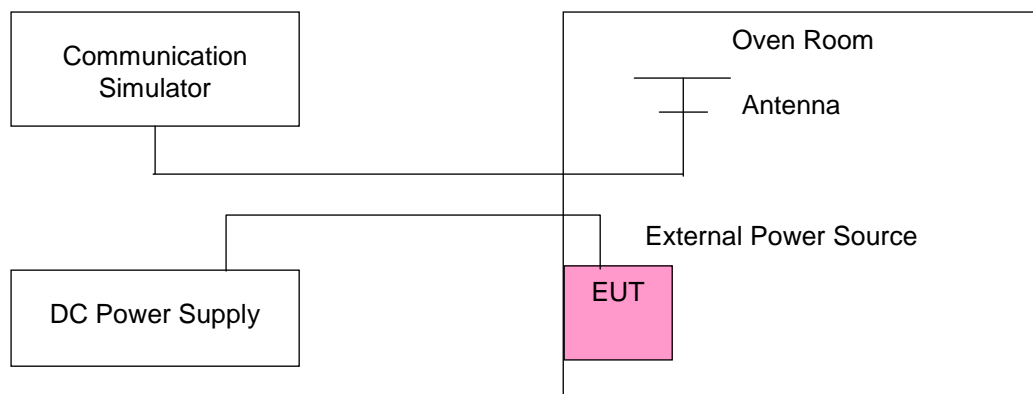 Communication
Simulator
Oven Room
Antenna
External Power Source
DC Power Supply
EUT